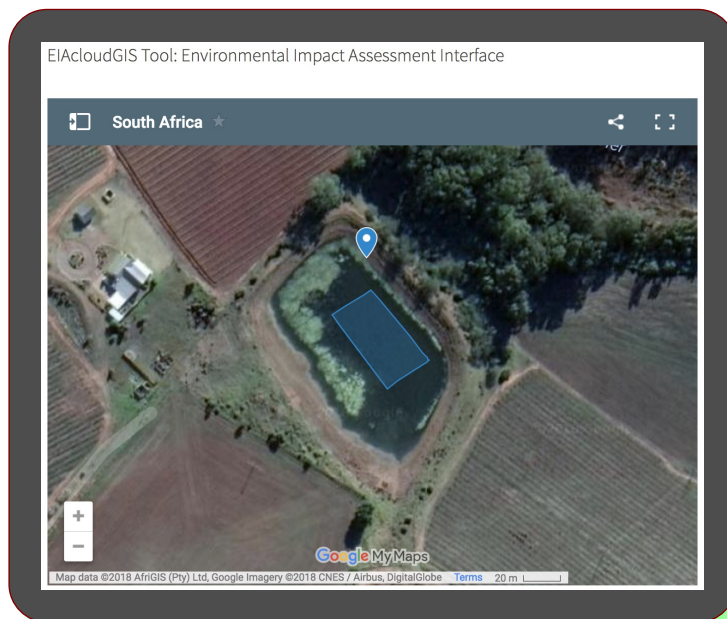 EIAcloudGIS Tool: Environmental Impact Assessment Interface
South Africa
Google
Google My Maps
Map data ©2018 AfriGIS (Pty) Ltd, Google Imagery ©2018 CNES / Airbus, DigitalGlobe Terms 20 m